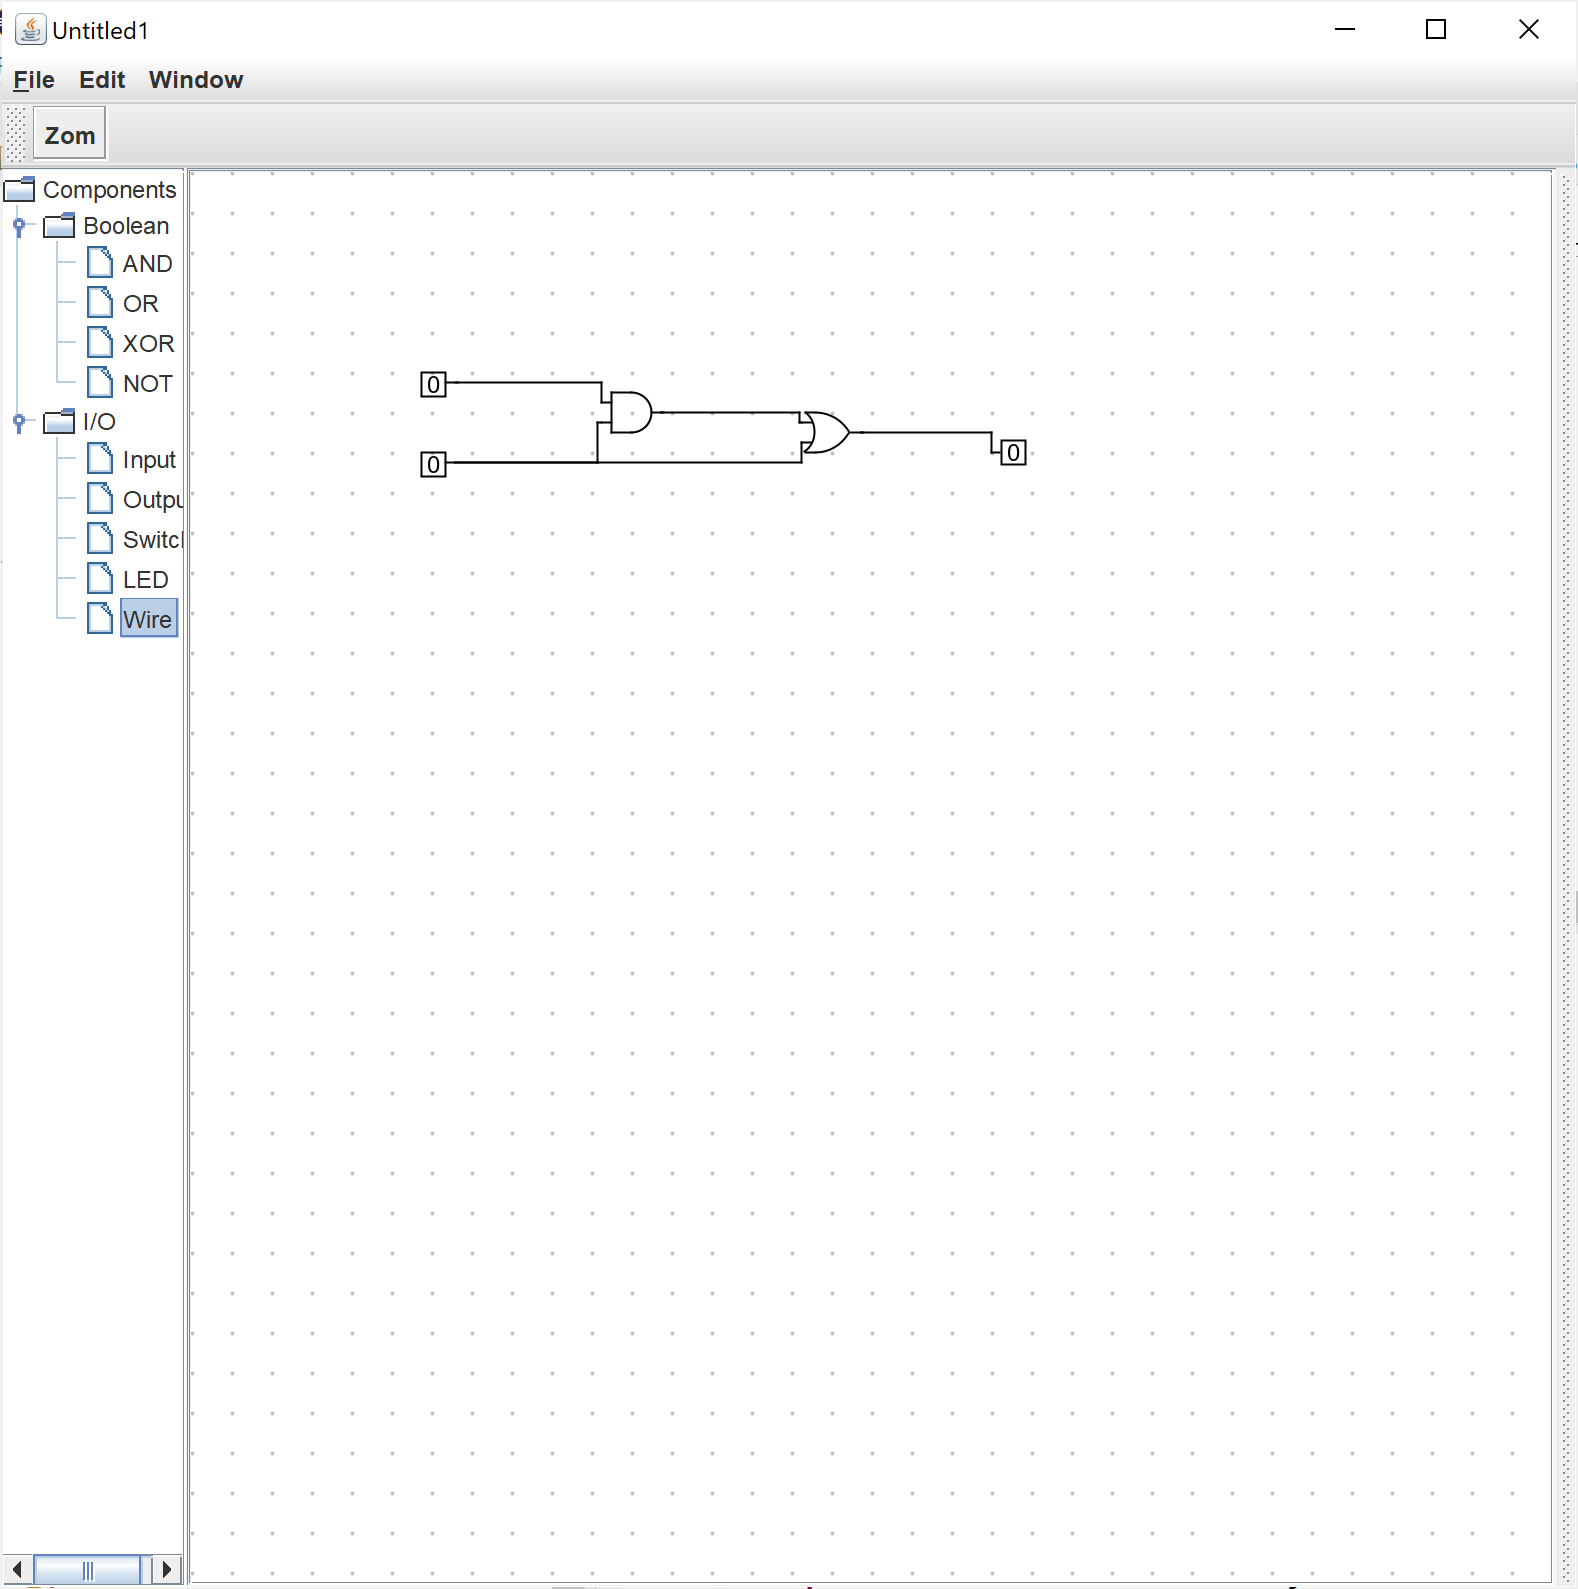 Untitled1
File Edit Window
Zom
Components
Boolean
AND
OR
XOR
NOT
I/O
Input
Outpu
Switc
LED
Wire
0
0
0